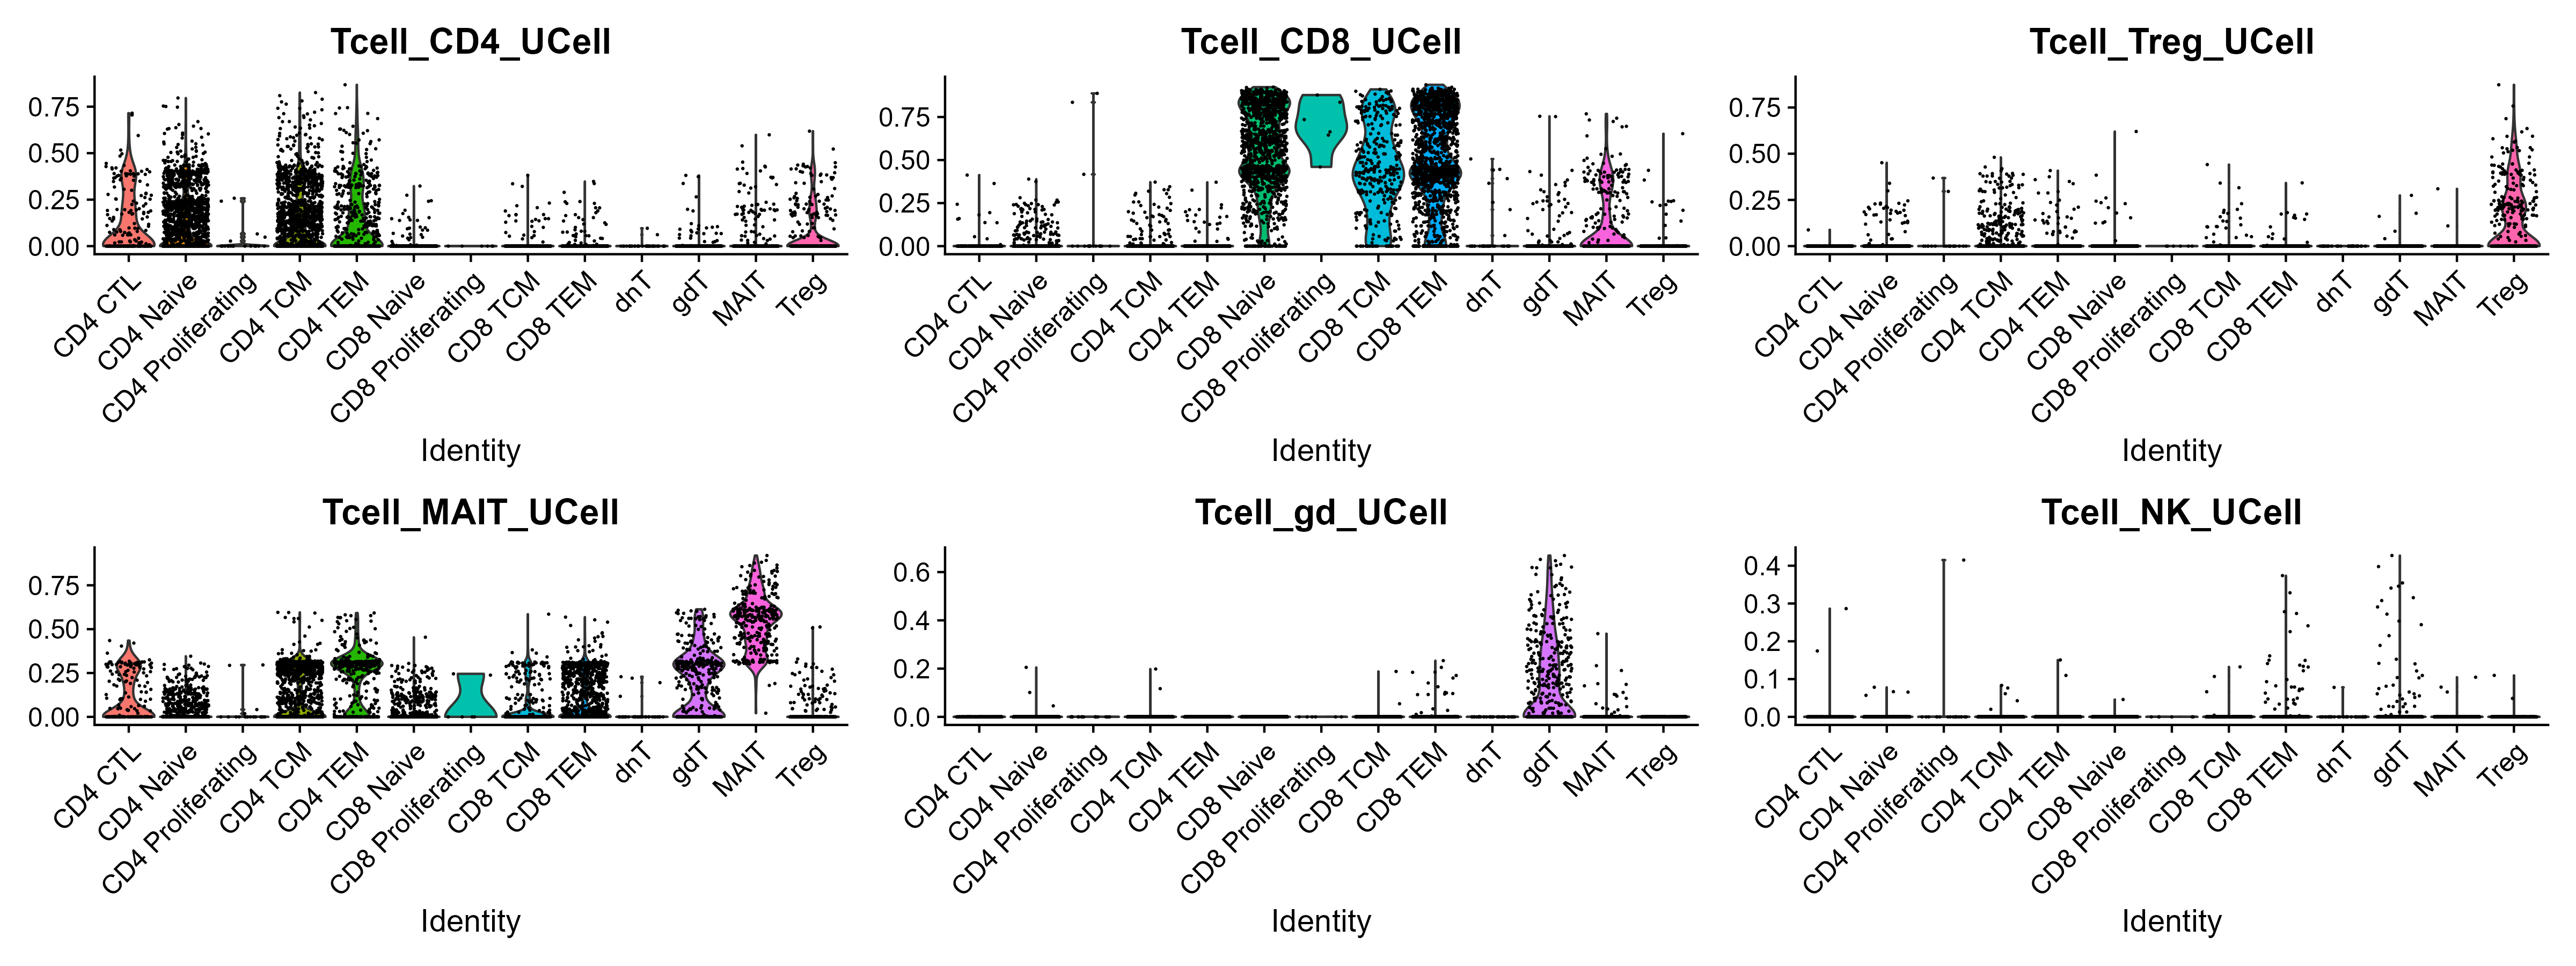 Tcell_CD4_UCell
0.75
0.50
0.25
0.00
CD4 CTL
CD4 Naive
CD4 Proliferating
CD4 TCM
CD4 TEM
CD8 Naive
CD8 Proliferating
CD8 TCM
CD8 TEM
dnT
gdT
MAIT
Treg
Identity
Tcell_CD8_UCell
0.75
0.50
0.25
0.00
CD4 CTL
CD4 Naive
CD4 Proliferating
CD4 TCM
CD4 TEM
CD8 Naive
CD8 Proliferating
CD8 TCM
CD8 TEM
dnT
gdT
MAIT
Treg
Identity
Tcell_Treg_UCell
0.75
0.50
0.25
0.00
CD4 CTL
CD4 Naive
CD4 Proliferating
CD4 TCM
CD4 TEM
CD8 Naive
CD8 Proliferating
CD8 TCM
CD8 TEM
dnT
gdT
MAIT
Treg
Identity
Tcell_MAIT_UCell
0.75
0.50
0.25
0.00
CD4 CTL
CD4 Naive
CD4 Proliferating
CD4 TCM
CD4 TEM
CD8 Naive
CD8 Proliferating
CD8 TCM
CD8 TEM
dnT
gdT
MAIT
Treg
Identity
Tcell_gd_UCell
0.6
0.4
0.2
0.0
CD4 CTL
CD4 Naive
CD4 Proliferating
CD4 TCM
CD4 TEM
CD8 Naive
CD8 Proliferating
CD8 TCM
CD8 TEM
dnT
gdT
MAIT
Treg
Identity
Tcell_NK_UCell
0.4
0.3
0.2
0.1
0.0
CD4 CTL
CD4 Naive
CD4 Proliferating
CD4 TCM
CD4 TEM
CD8 Naive
CD8 Proliferating
CD8 TCM
CD8 TEM
dnT
gdT
MAIT
Treg
Identity